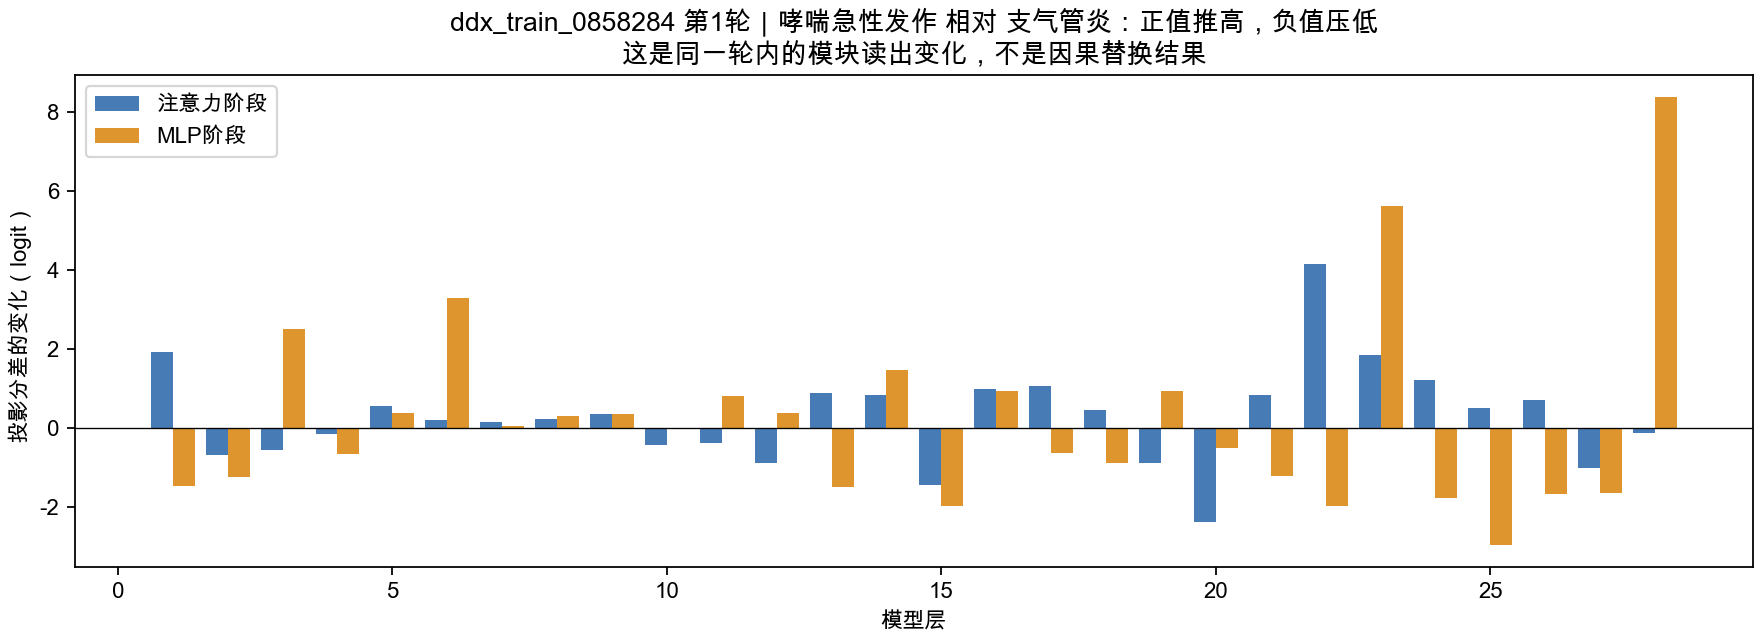 ddx_train_0858284 第1轮 | 哮喘急性发作 相对 支气管炎：正值推高，负值压低
这是同一轮内的模块读出变化，不是因果替换结果
注意力阶段
MLP阶段
投影分差的变化（logit）
8
6
4
2
0
-2
0
5
10
15
20
25
模型层